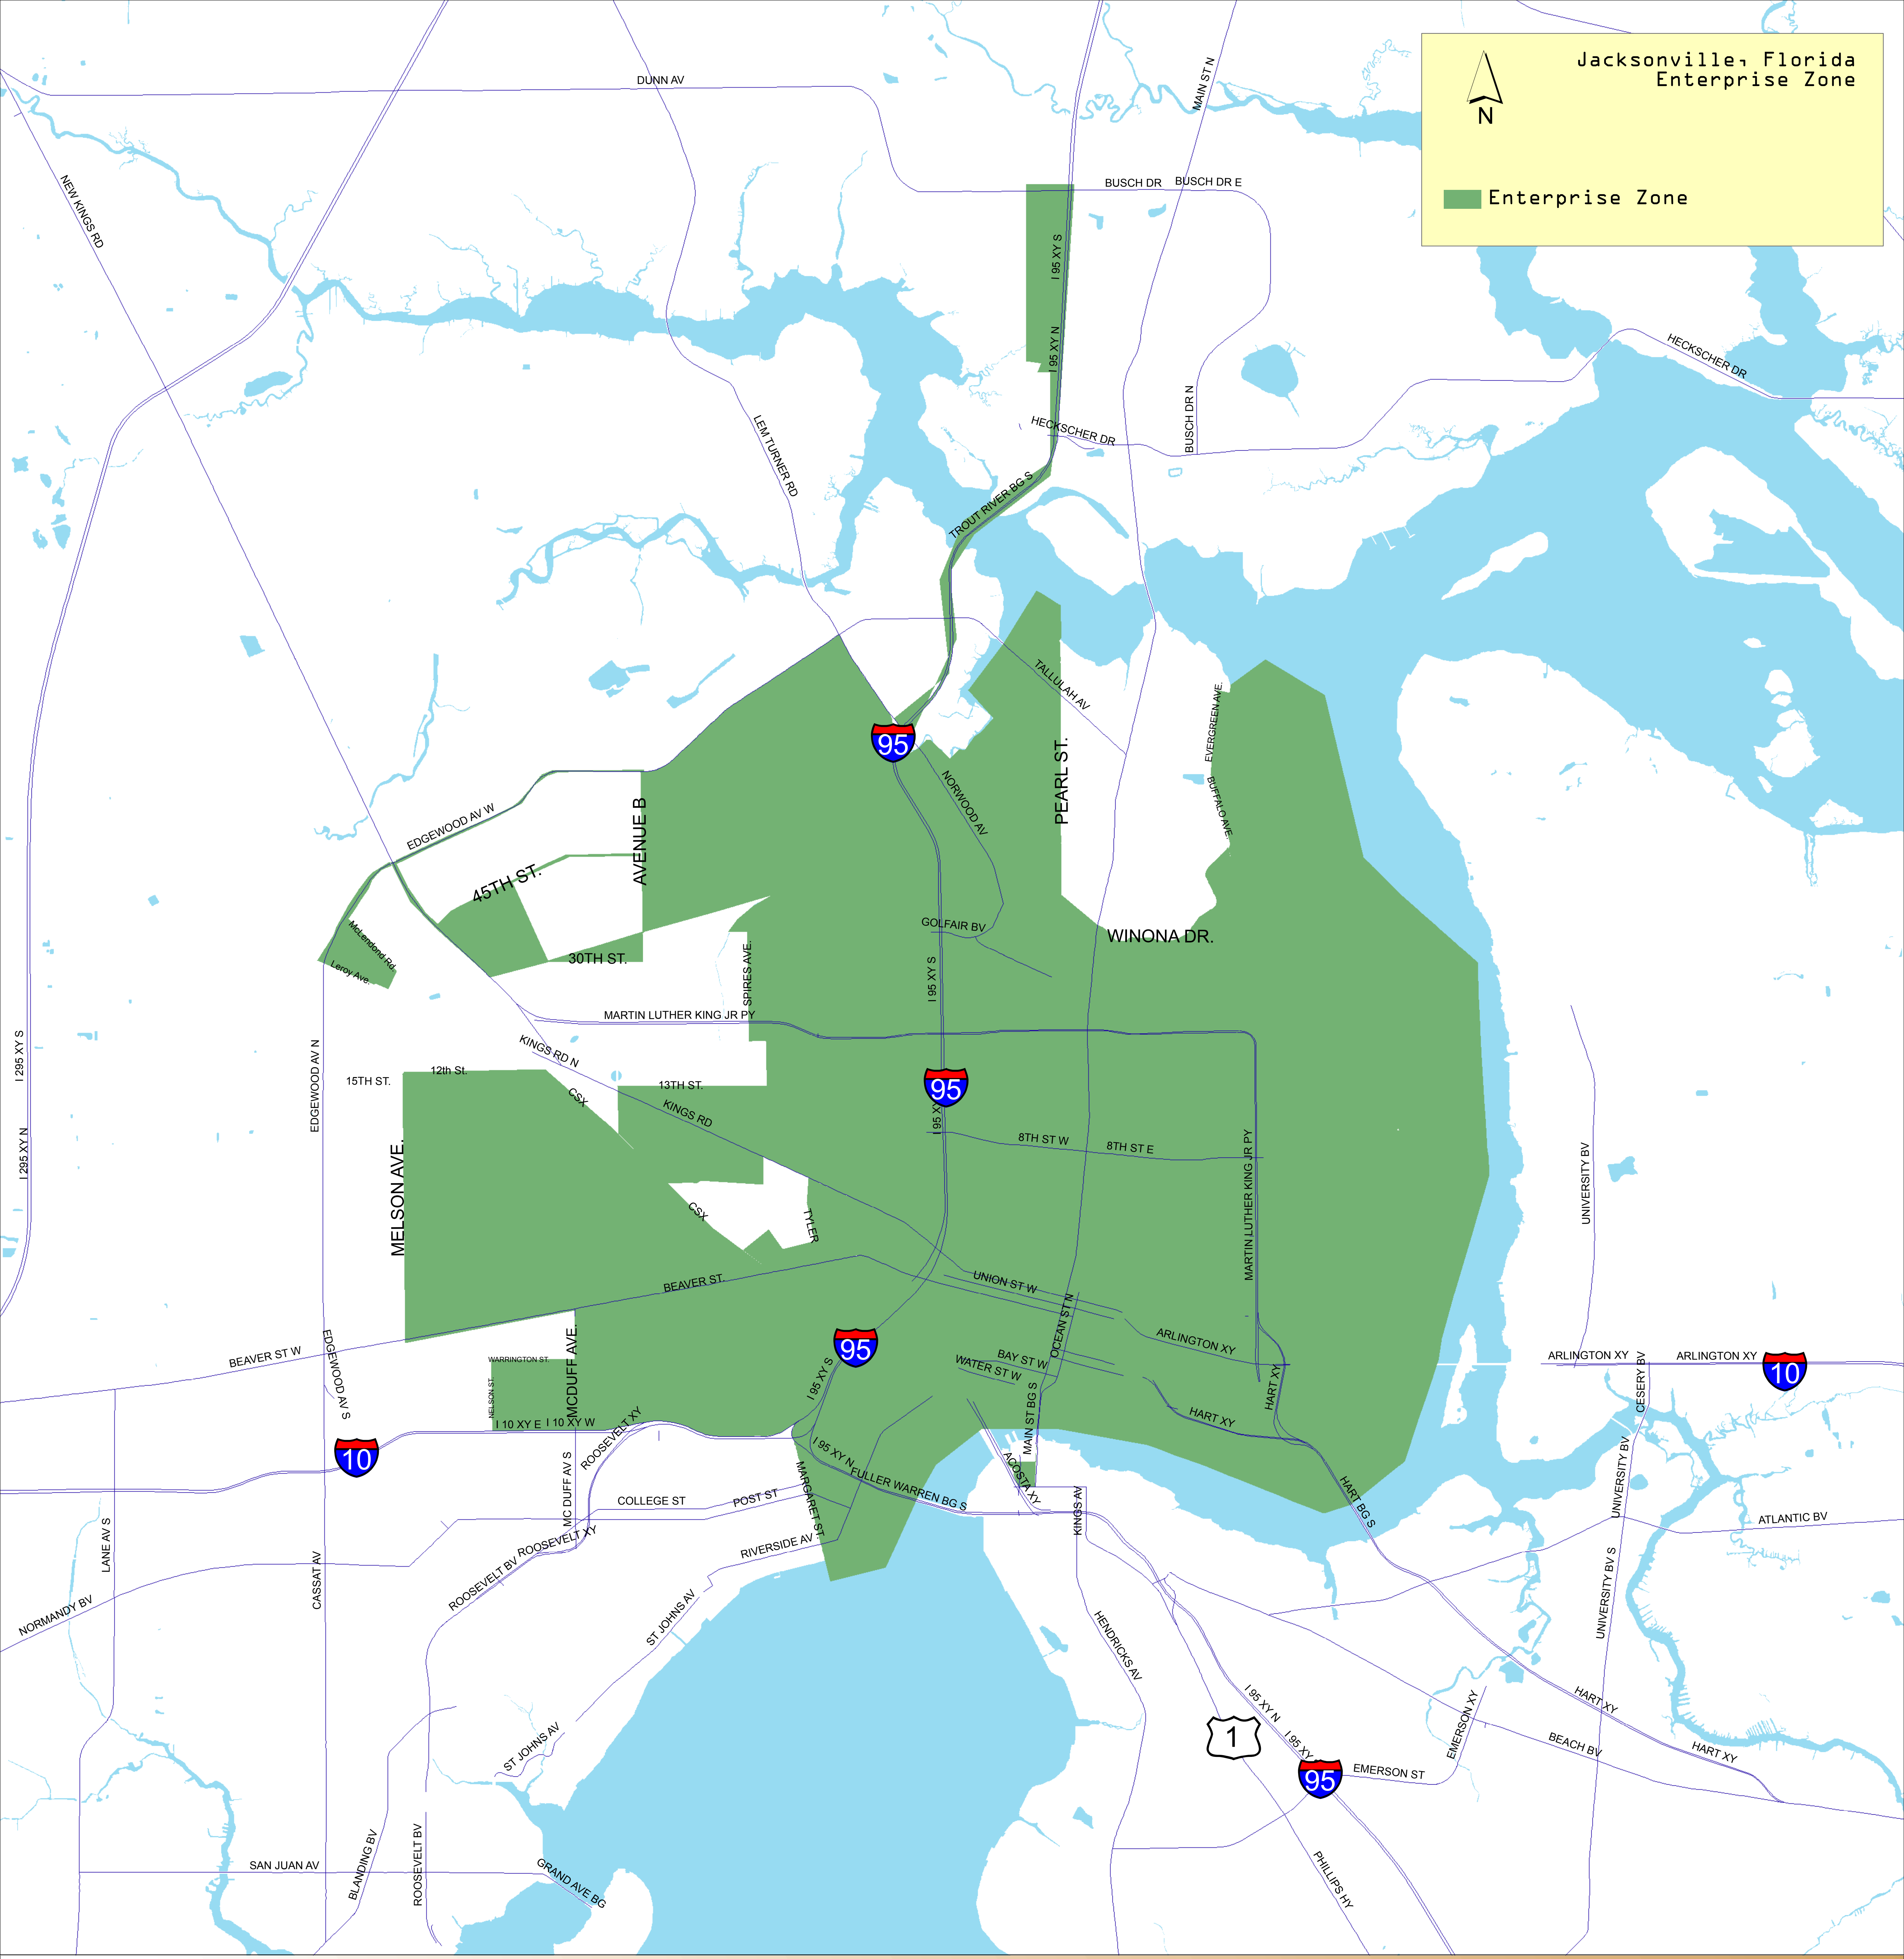 Jacksonville, Florida
Enterprise Zone
N
Enterprise Zone
DUNN AV
MAIN ST N
NEW KINGS RD
BUSCH DR
BUSCH DR E
I 95 XY S
I 95 XY N
HECKSCHER DR
BUSCH DR N
HECKSCHER DR
LEM TURNER RD
TROUT RIVER BG S
TALLULAH AV
EVERGREEN AVE.
BUFFALO AVE.
PEARL ST.
95
NORWOOD AV
EDGEWOOD AV W
AVENUE B
45TH ST.
GOLFAIR BV
WINONA DR.
McLendond Rd.
Leroy Ave.
30TH ST.
SPIRES AVE.
I 95 XY S
MARTIN LUTHER KING JR PY
KINGS RD N
I 295 XY S
EDGEWOOD AV N
15TH ST.
12th St.
CSX
13TH ST.
KINGS RD
95
I 95 XY
8TH ST W
8TH ST E
MARTIN LUTHER KING JR PY
I 295 XY N
MELSON AVE.
CSX
TYLER
UNIVERSITY BV
BEAVER ST.
UNION ST W
OCEAN ST N
ARLINGTON XY
BEAVER ST W
EDGEWOOD AV S
WARRINGTON ST.
NELSON ST.
MCDUFF AVE.
95
I 95 XY S
BAY ST W
WATER ST W
MAIN ST BG S
HART XY
HART XY
ARLINGTON XY
ARLINGTON XY
10
CESERY BV
10
I 10 XY E
I 10 XY W
ROOSEVELT XY
I 95 XY N
FULLER WARREN BG S
ACOSTA XY
KINGS AV
HART BG S
UNIVERSITY BV
ATLANTIC BV
MC DUFF AV S
COLLEGE ST
POST ST
MARGARET ST.
LANE AV S
CASSAT AV
ROOSEVELT XY
ROOSEVELT BV
RIVERSIDE AV
NORMANDY BV
ST JOHNS AV
HENDRICKS AV
UNIVERSITY BV S
ST JOHNS AV
I 95 XY N
I 95 XY
1
95
EMERSON ST
EMERSON XY
HART XY
HART XY
BEACH BV
SAN JUAN AV
BLANDING BV
ROOSEVELT BV
GRAND AVE BG
PHILLIPS HY